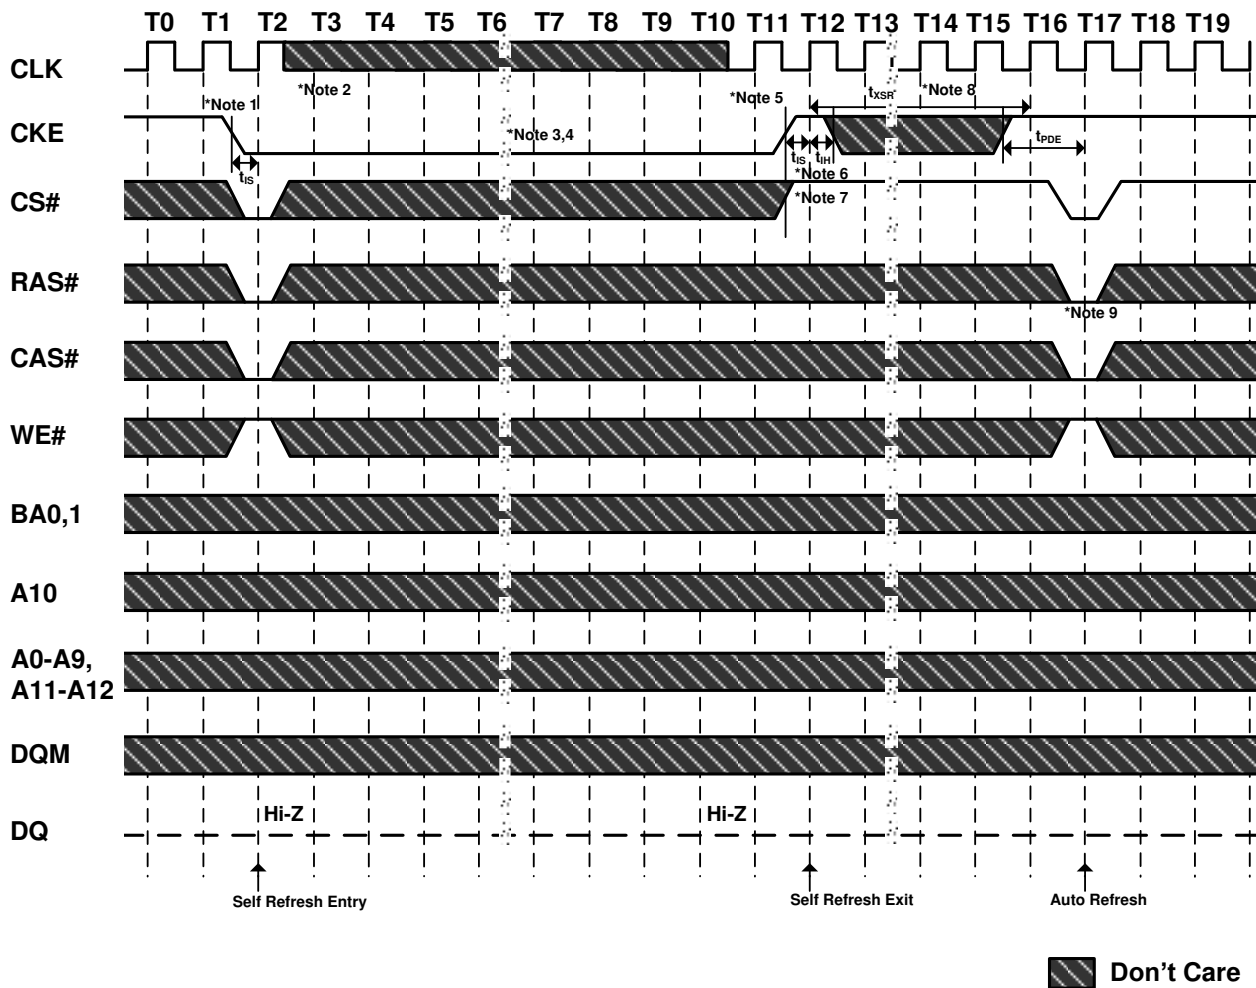 T0 T1 T2 T3 T4 T5 T6 T7 T8 T9 T10 T11 T12 T13 T14 T15 T16 T17 T18 T19
CLK
*Note 1 *Note 2 *Note 5 tXSR *Note 8
CKE *Note 3,4 tPDE
tIS tIS tIH
*Note 6
CS# *Note 7
RAS#
*Note 9
CAS#
WE#
BA0,1
A10
A0-A9,
A11-A12
DQM
Hi-Z Hi-Z
DQ
Self Refresh Entry Self Refresh Exit Auto Refresh
Don't Care